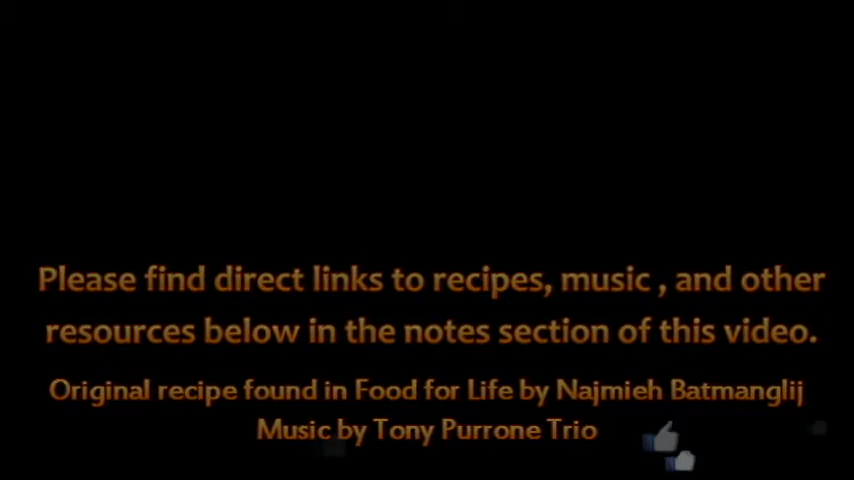 Please find direct links to recipes, music , and other
resources below in the notes section of this video.
Original recipe found in Food for Life by Najmieh Batmanglij
Music by Tony Purrone Trio